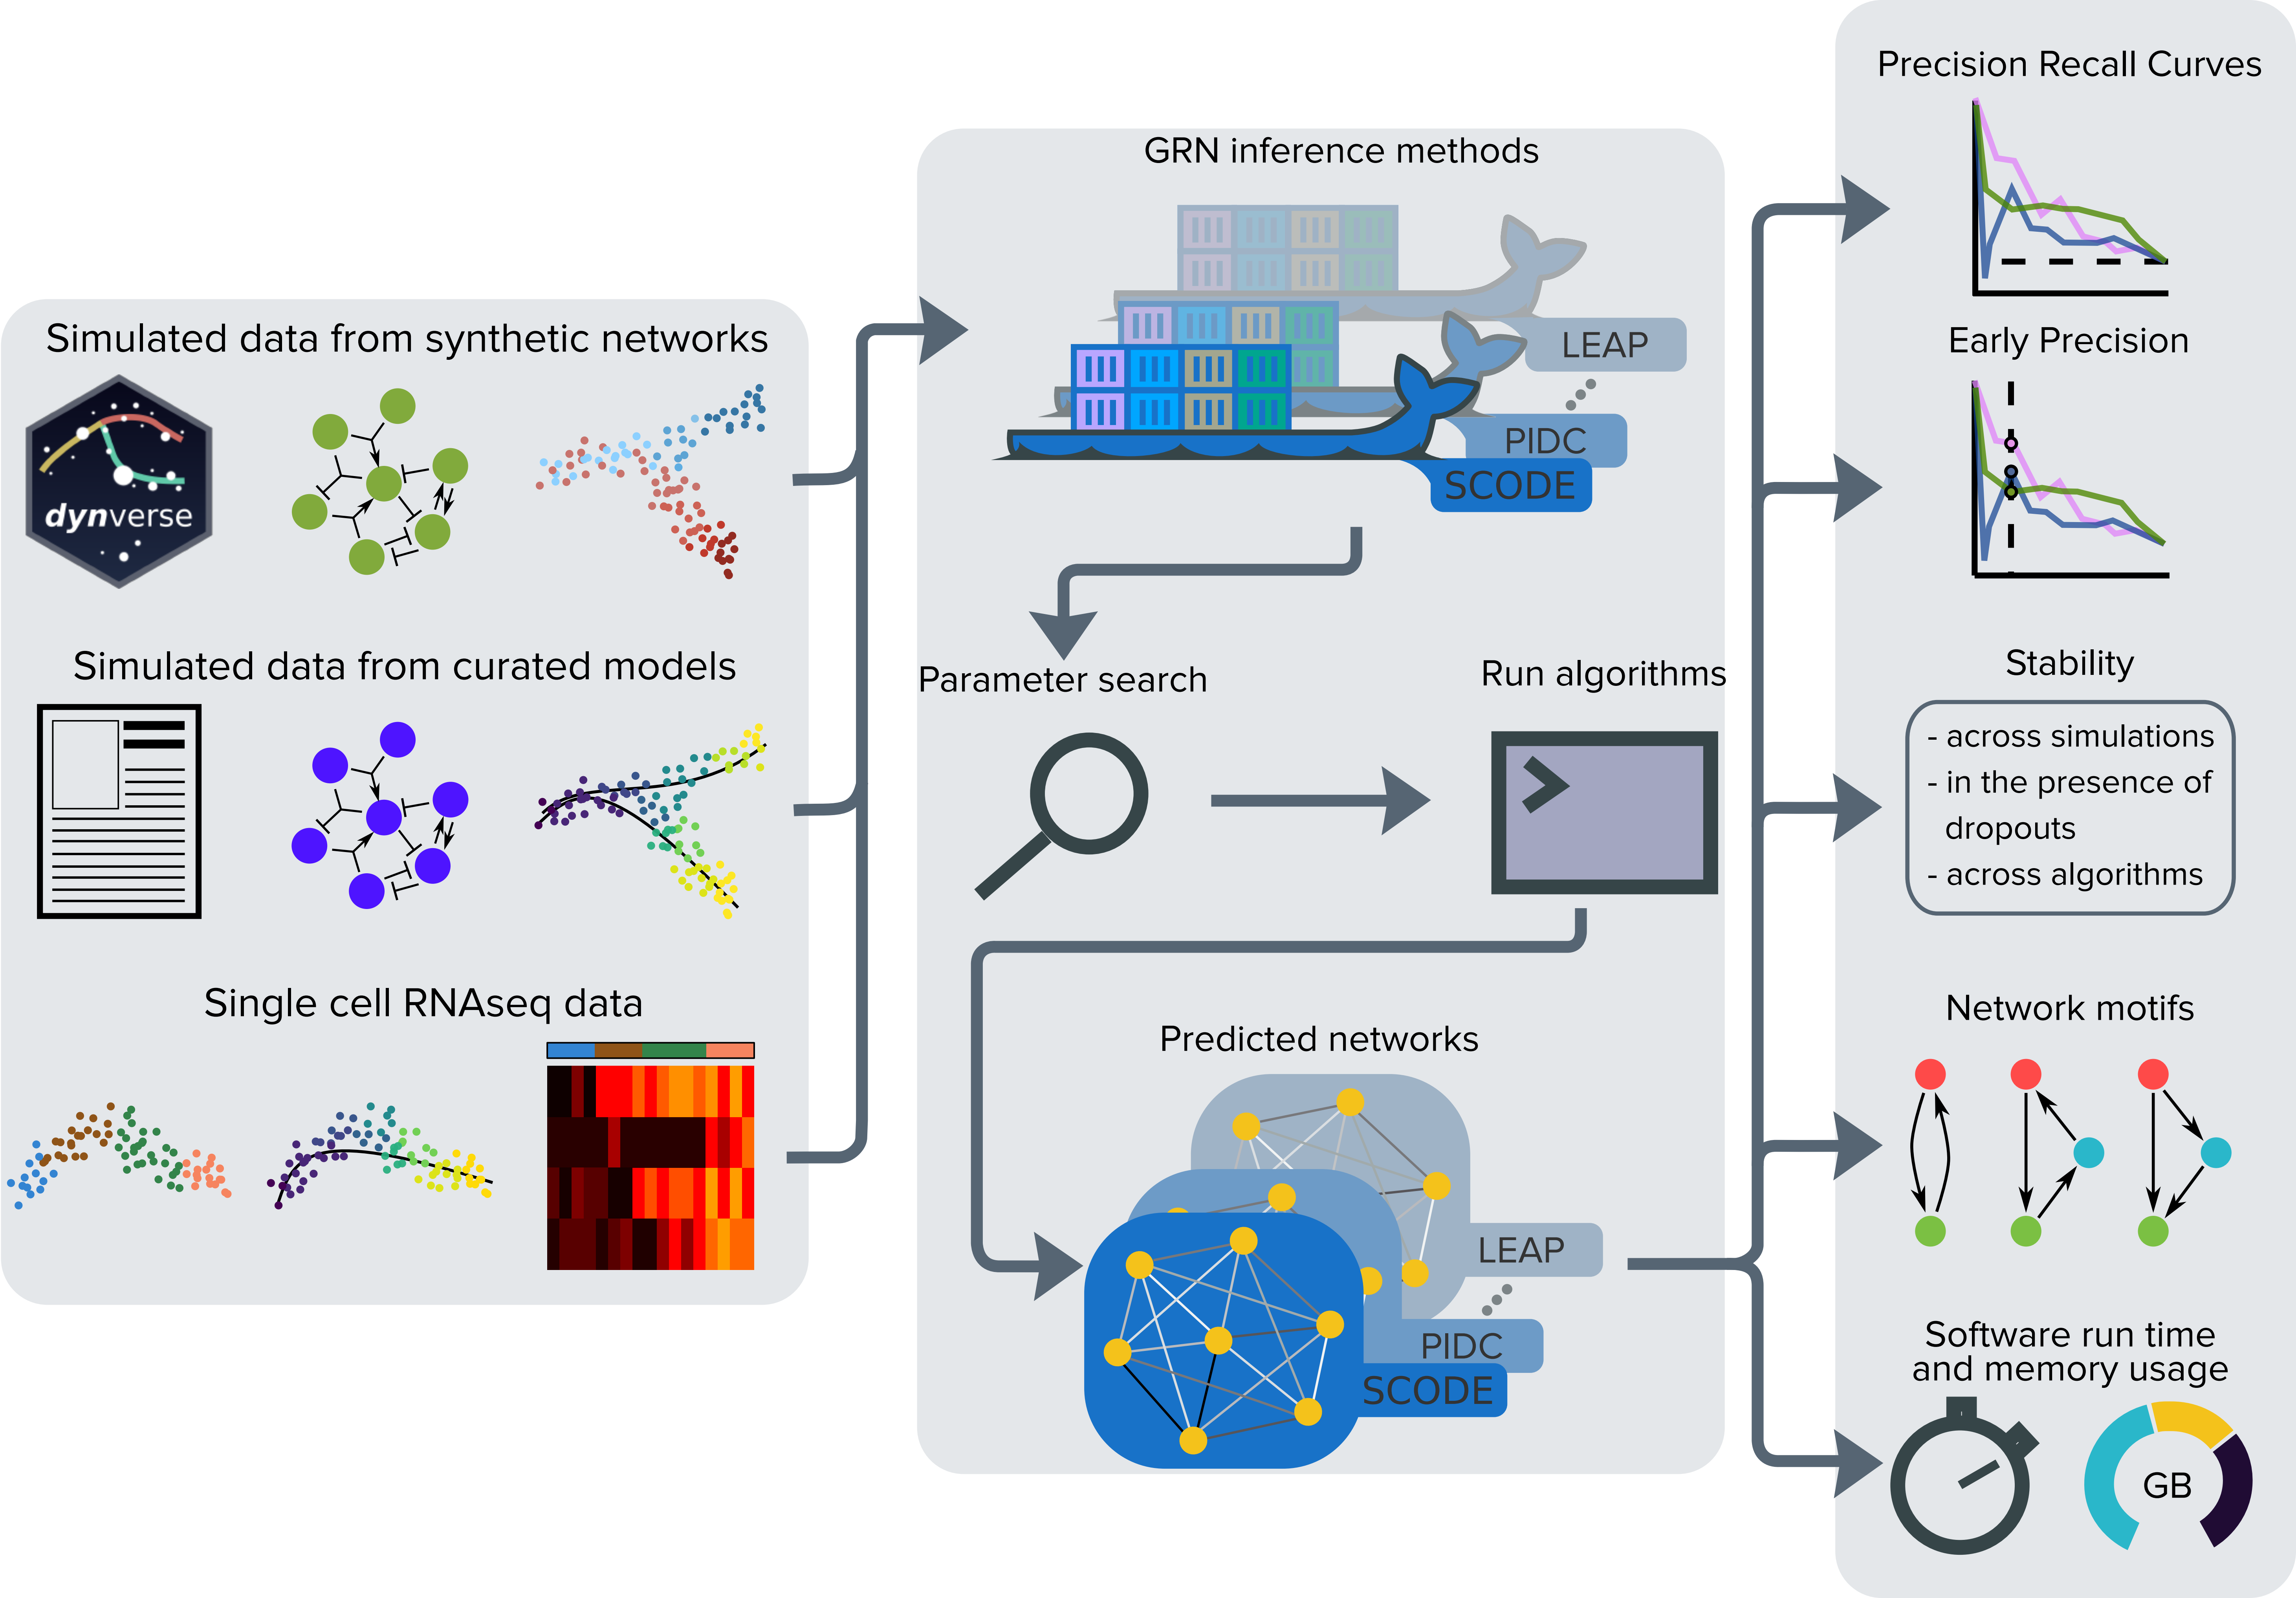 Simulated data from synthetic networks
dynverse
Simulated data from curated models
Single cell RNAseq data
GRN inference methods
LEAP
PIDC
SCODE
Parameter search
Run algorithms
Predicted networks
LEAP
PIDC
SCODE
Precision Recall Curves
Early Precision
Stability
- across simulations
- in the presence of
dropouts
- across algorithms
Network motifs
Software run time
and memory usage
GB